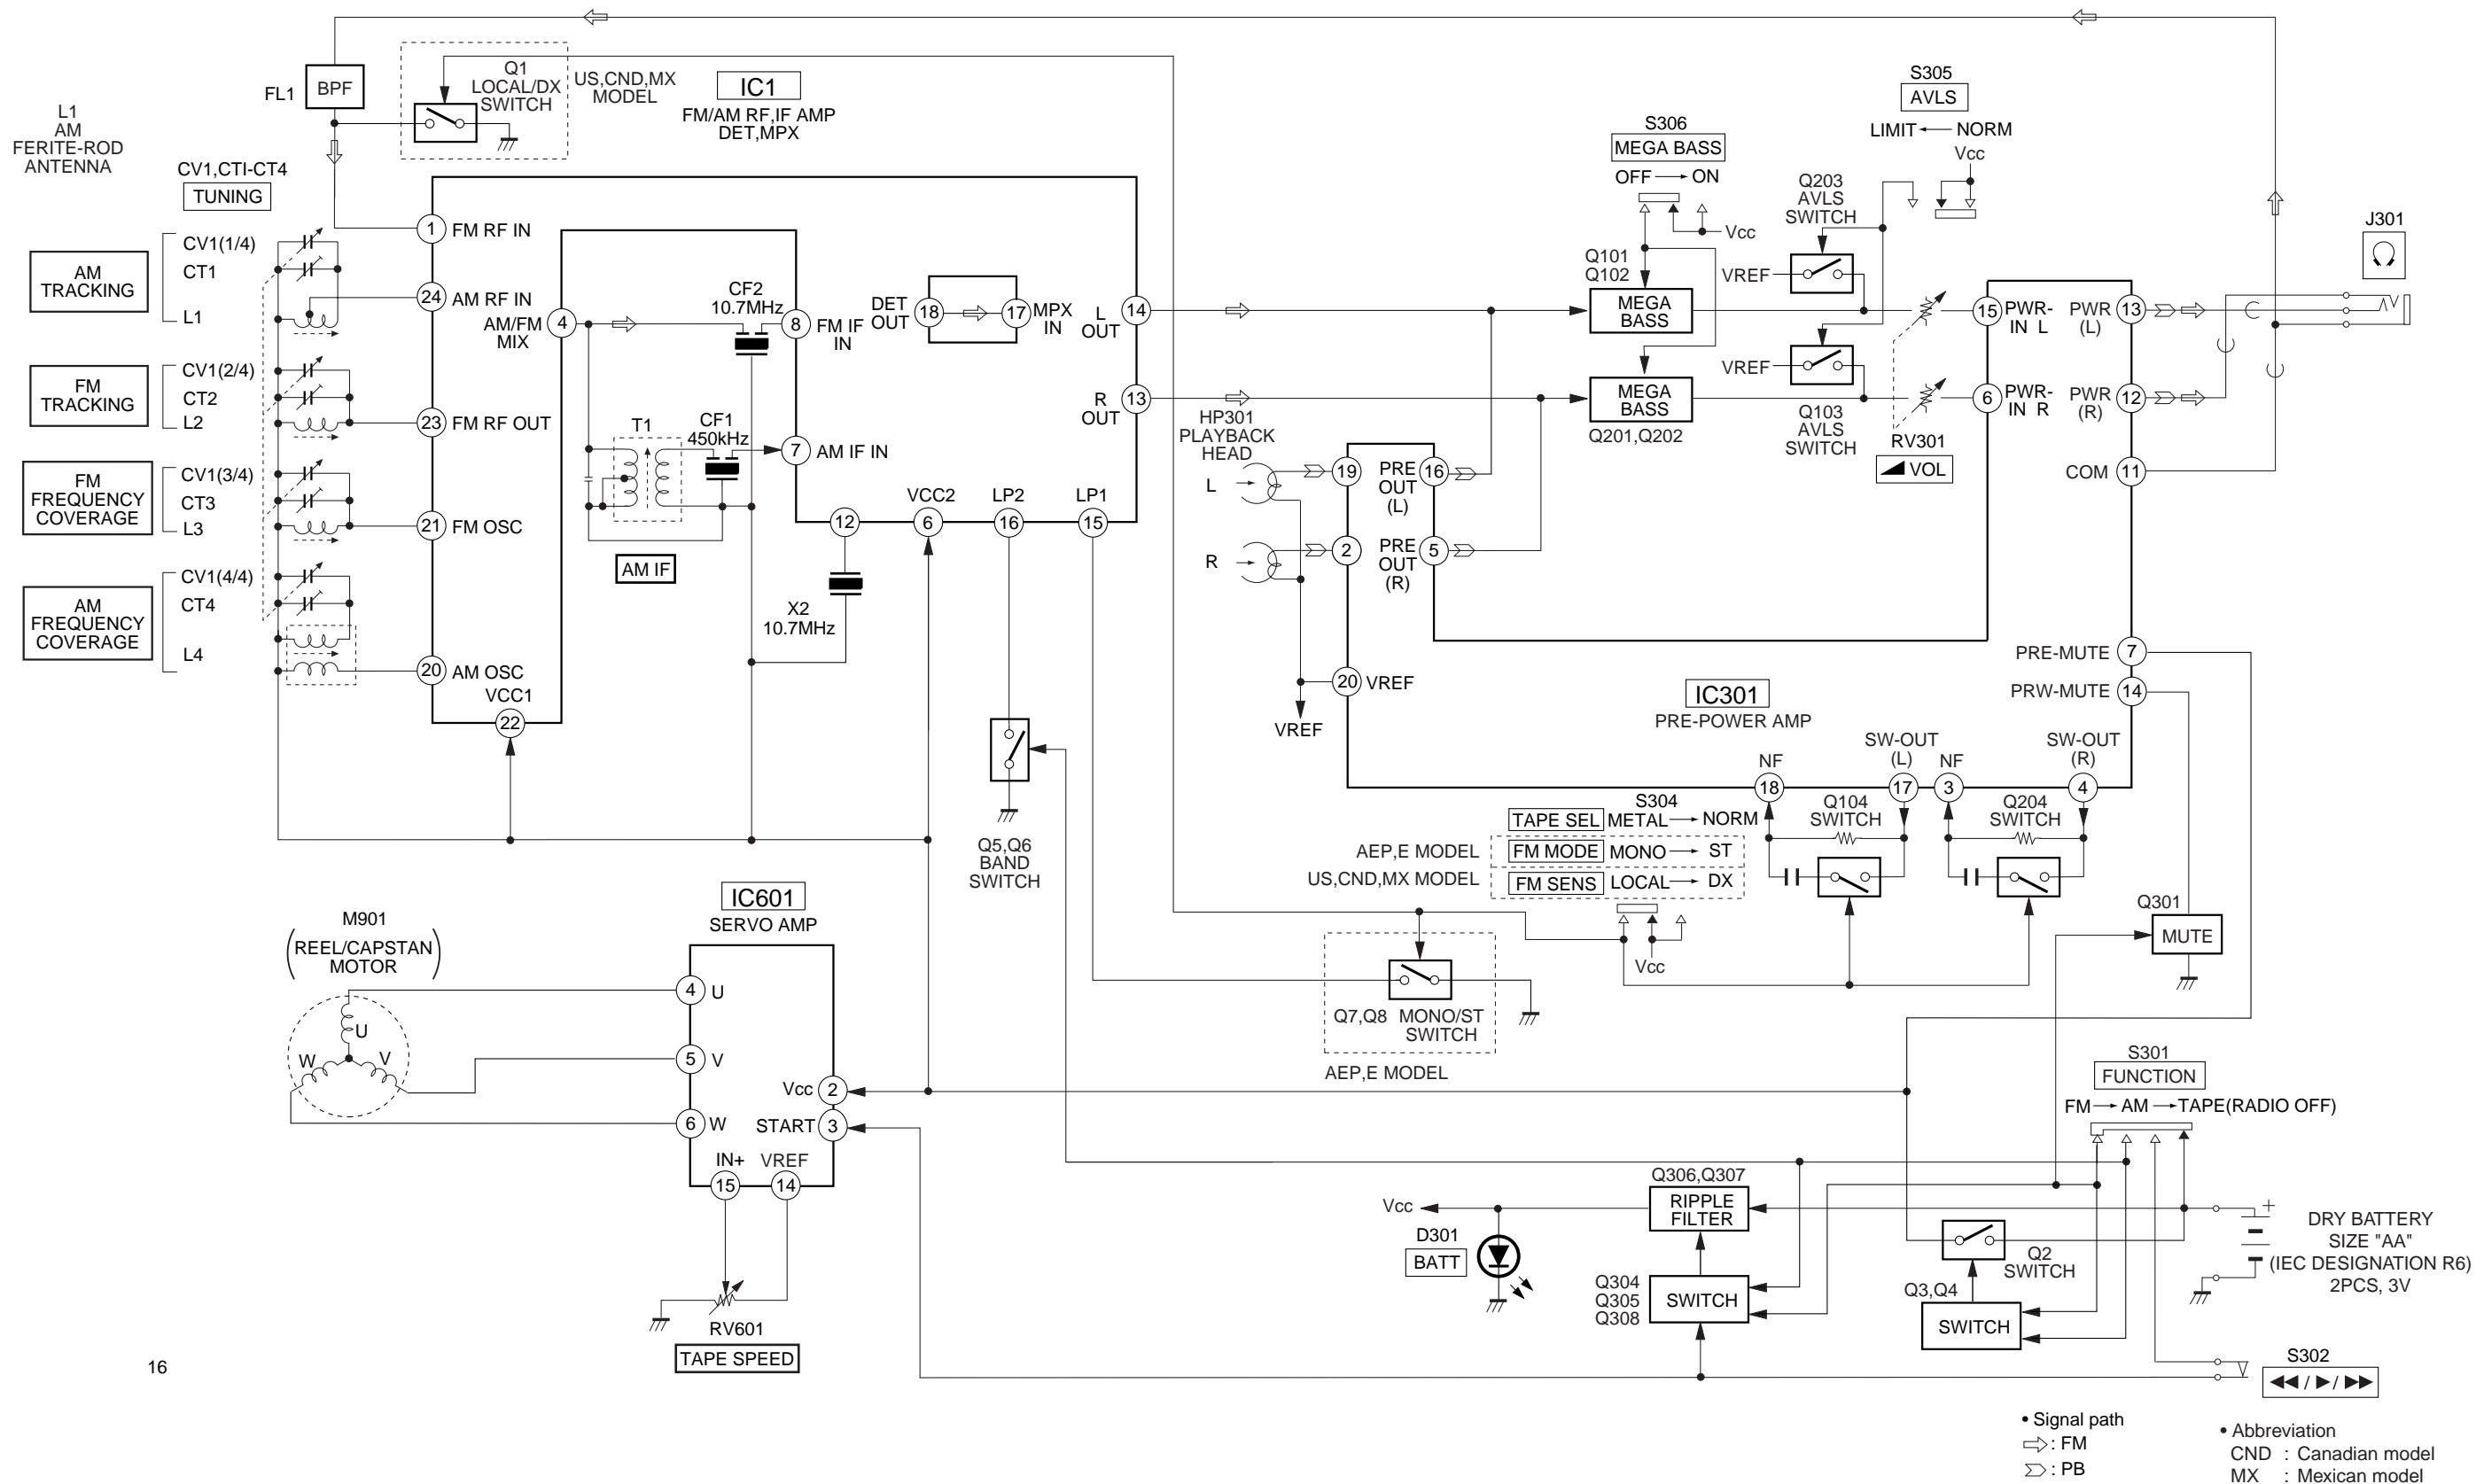 FL1
BPF
Q1
LOCAL/DX
SWITCH
US,CND,MX
MODEL
IC1
FM/AM RF,IF AMP
DET,MPX
L1
AM
FERITE-ROD
ANTENNA
CV1,CTI-CT4
TUNING
AM
TRACKING
CV1(1/4)
CT1
L1
FM
TRACKING
CV1(2/4)
CT2
L2
FM
FREQUENCY
COVERAGE
CV1(3/4)
CT3
L3
AM
FREQUENCY
COVERAGE
CV1(4/4)
CT4
L4
1 FM RF IN
24 AM RF IN
23 FM RF OUT
21 FM OSC
20 AM OSC
VCC1
22
AM/FM
MIX
4
CF2
10.7MHz
8 FM IF
IN
DET
OUT
18
17 MPX
IN
L
OUT
14
R
OUT
13
T1
CF1
450kHz
7 AM IF IN
AM IF
12
VCC2
6
LP2
16
LP1
15
X2
10.7MHz
Q5,Q6
BAND
SWITCH
S306
MEGA BASS
OFF → ON
Vcc
Q101
Q102
MEGA
BASS
MEGA
BASS
Q201,Q202
S305
AVLS
LIMIT ← NORM
Vcc
Q203
AVLS
SWITCH
VREF
VREF
Q103
AVLS
SWITCH
RV301
VOL
15 PWR-
IN L
6 PWR-
IN R
PWR
(L)
13
PWR
(R)
12
COM 11
J301
HP301
PLAYBACK
HEAD
L
R
19
2
PRE
OUT
(L)
16
PRE
OUT
(R)
5
20 VREF
VREF
IC301
PRE-POWER AMP
PRE-MUTE 7
PRW-MUTE 14
NF
18
SW-OUT
(L)
17
NF
3
SW-OUT
(R)
4
Q104
SWITCH
Q204
SWITCH
S304
TAPE SEL METAL → NORM
AEP,E MODEL FM MODE MONO → ST
US,CND,MX MODEL FM SENS LOCAL → DX
Vcc
Q7,Q8 MONO/ST
SWITCH
AEP,E MODEL
Q301
MUTE
M901
REEL/CAPSTAN
MOTOR
U
W
V
IC601
SERVO AMP
4 U
5 V
6 W
Vcc 2
START 3
IN+
15
VREF
14
RV601
TAPE SPEED
S301
FUNCTION
FM → AM → TAPE(RADIO OFF)
Q306,Q307
RIPPLE
FILTER
Vcc
D301
BATT
Q304
Q305
Q308
SWITCH
Q2
SWITCH
Q3,Q4
SWITCH
+
DRY BATTERY
SIZE "AA"
(IEC DESIGNATION R6)
2PCS, 3V
S302
◀◀ / ▶ / ▶▶
16
• Signal path
: FM
: PB
• Abbreviation
CND : Canadian model
MX : Mexican model